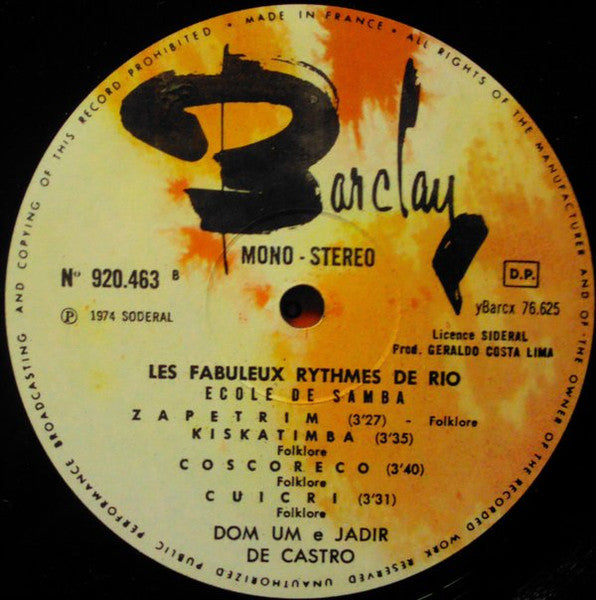 MADE IN FRANCE • ALL RIGHTS OF THE MANUFACTURER AND OF THE OWNER OF THE RECORDED WORK RESERVED UNAUTHORIZED PUBLIC PERFORMANCE BROADCASTING AND COPYING OF THIS RECORD PROHIBITED •
Barclay
MONO - STEREO
N° 920.463 B
D.P.
yBarcx 76.625
℗ 1974 SODERAL
Licence SIDERAL
Prod. GERALDO COSTA LIMA
LES FABULEUX RYTHMES DE RIO
ECOLE DE SAMBA
ZAPETRIM (3'27) - Folklore
KISKATIMBA (3'35)
Folklore
COSCORECO (3'40)
Folklore
CUICRI (3'31)
Folklore
DOM UM e JADIR
DE CASTRO